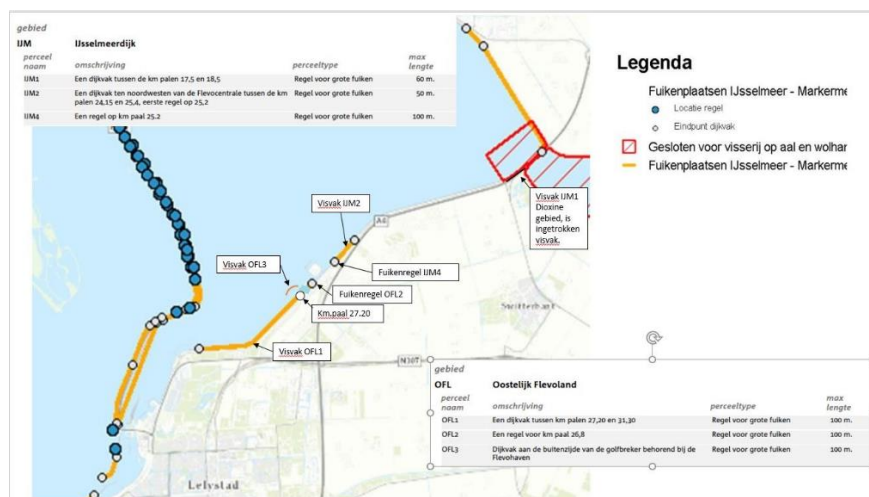 gebied
IJM IJsselmeerdijk
perceel naam omschrijving perceeltype max lengte
IJM1 Een dijkvak tussen de km palen 17,5 en 18,5 Regel voor grote fuiken 60 m.
IJM2 Een dijkvak ten noordwesten van de Flevocentrale tussen de km Regel voor grote fuiken 50 m.
palen 24,15 en 25,4, eerste regel op 25,2
IJM4 Een regel op km paal 25.2 Regel voor grote fuiken 100 m.
Legenda
Fuikenplaatsen IJsselmeer - Markerme
Locatie regel
Eindpunt dijkvak
Gesloten voor visserij op aal en wolhar
Fuikenplaatsen IJsselmeer - Markerme
Visvak IJM1
Dioxine
gebied, is
ingetrokken
visvak.
Visvak IJM2
A6
Visvak OFL3
Fuikenregel IJM4
Fuikenregel OFL2
Km.paal 27.20
Swifterbant
Visvak OFL1
N307
gebied
OFL Oostelijk Flevoland
perceel naam omschrijving perceeltype max lengte
OFL1 Een dijkvak tussen km palen 27,20 en 31,30 Regel voor grote fuiken 100 m.
OFL2 Een regel voor km paal 26,8 Regel voor grote fuiken 100 m.
OFL3 Dijkvak aan de buitenzijde van de golfbreker behorend bij de Regel voor grote fuiken 100 m.
Flevohaven
Lelystad